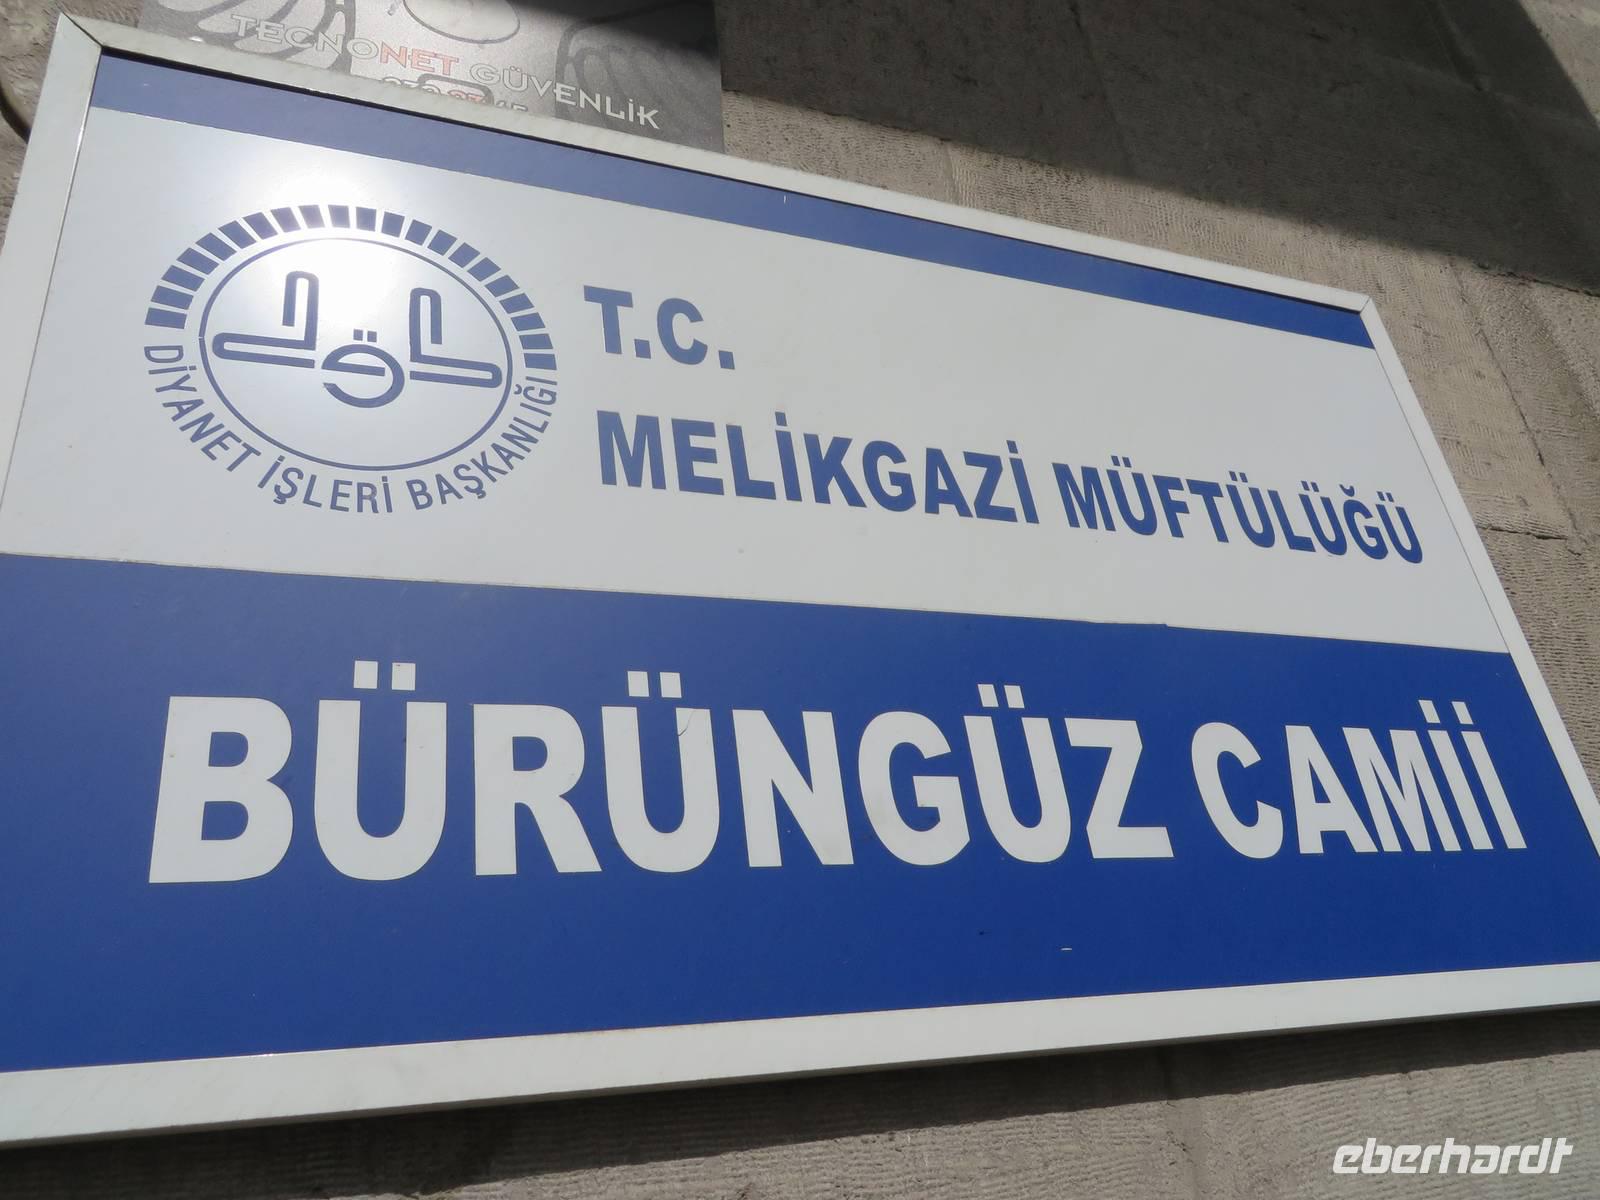 TECNONET GÜVENLİK
DİYANET İŞLERİ BAŞKANLIĞI
T.C.
MELİKGAZİ MÜFTÜLÜĞÜ
BÜRÜNGÜZ CAMİİ
eberhardt